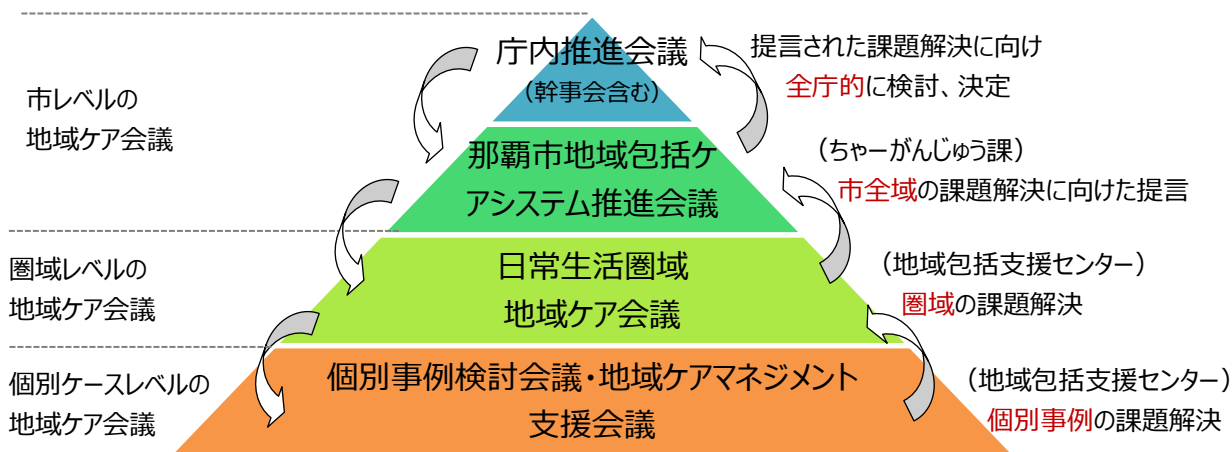 庁内推進会議
(幹事会含む)
提言された課題解決に向け
全庁的に検討、決定
市レベルの
地域ケア会議
那覇市地域包括ケ
アシステム推進会議
(ちゃーがんじゅう課)
市全域の課題解決に向けた提言
圏域レベルの
地域ケア会議
日常生活圏域
地域ケア会議
(地域包括支援センター)
圏域の課題解決
個別ケースレベルの
地域ケア会議
個別事例検討会議・地域ケアマネジメント
支援会議
(地域包括支援センター)
個別事例の課題解決